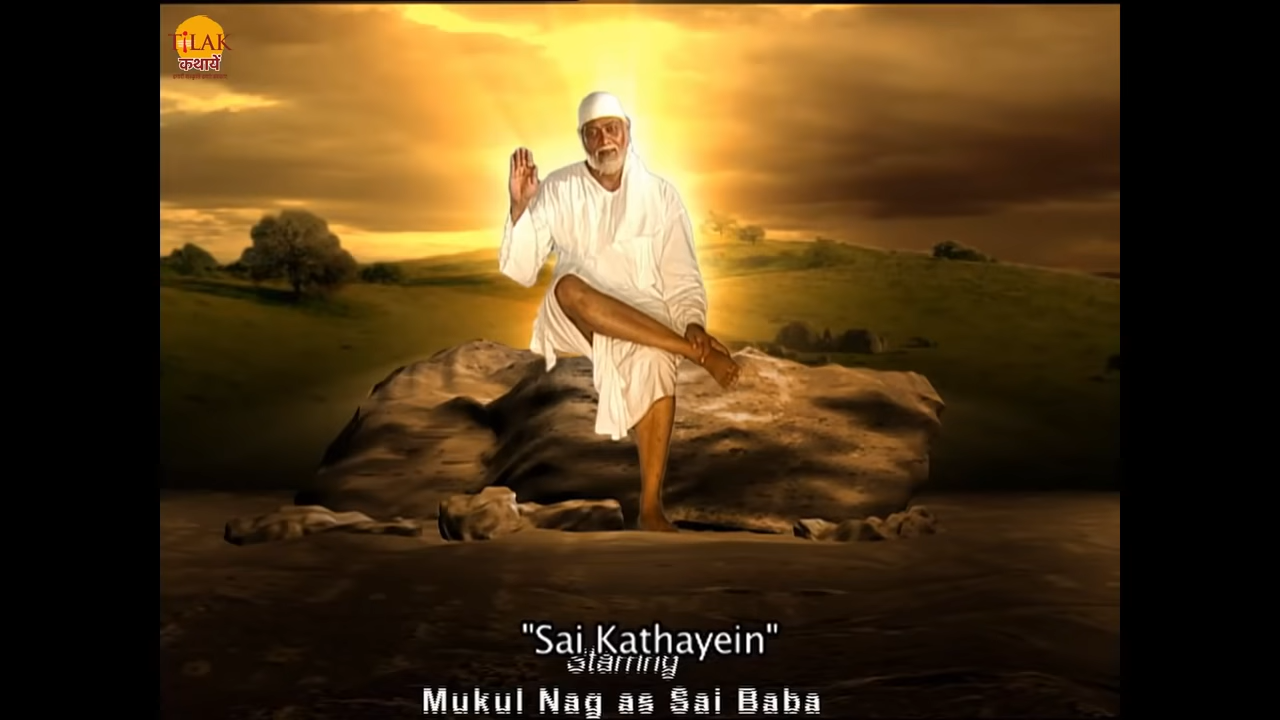 TiLAK
कथायें
"Sai Kathayein"
Starring
Mukul Nag as Sai Baba